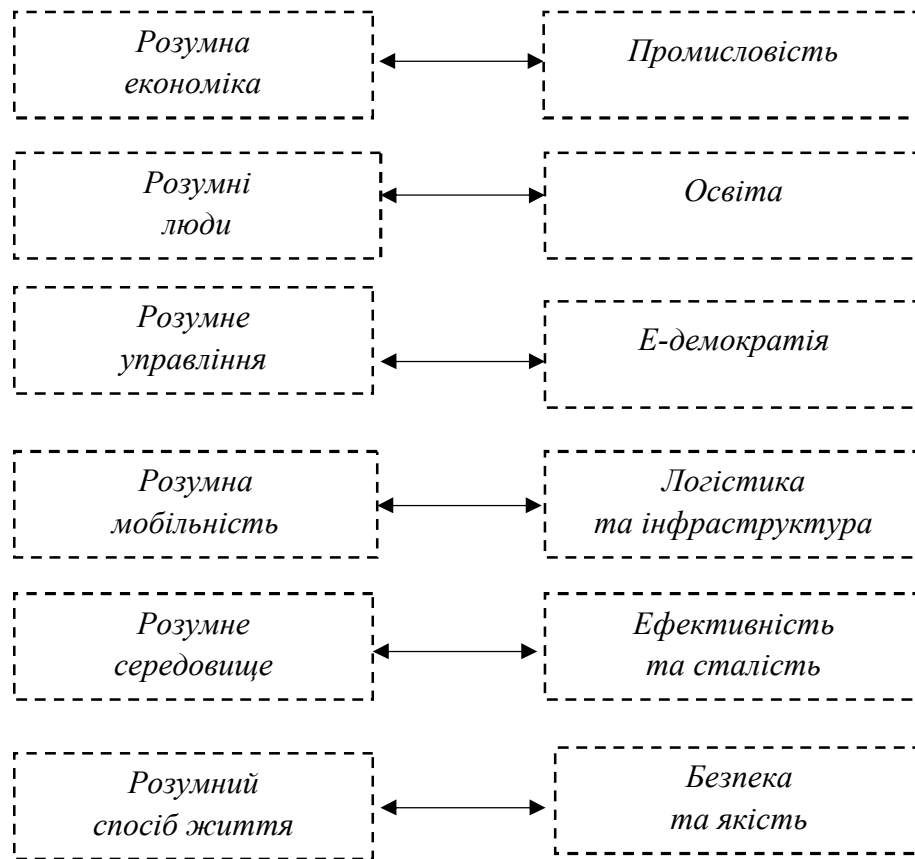 Розумна
економіка
Промисловість
Розумні
люди
Освіта
Розумне
управління
Е-демократія
Розумна
мобільність
Логістика
та інфраструктура
Розумне
середовище
Ефективність
та сталість
Розумний
спосіб життя
Безпека
та якість